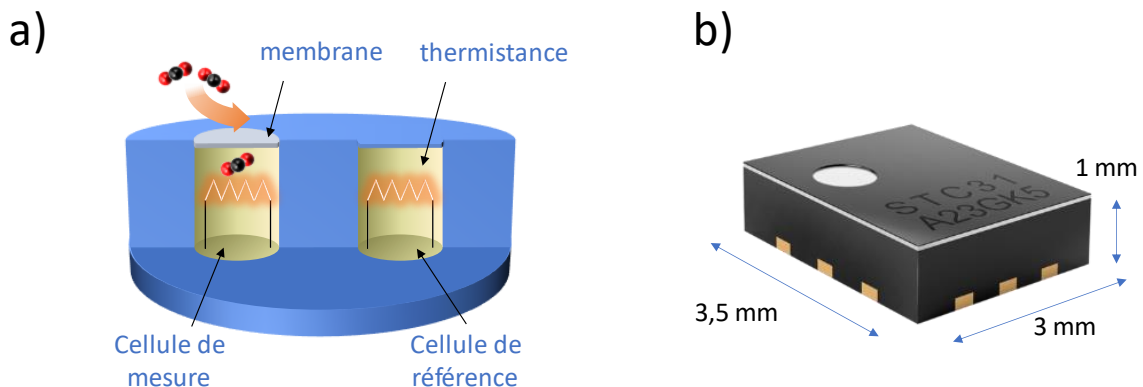 a)
membrane
thermistance
Cellule de
mesure
Cellule de
référence
b)
STC31
A23GK5
1 mm
3,5 mm
3 mm